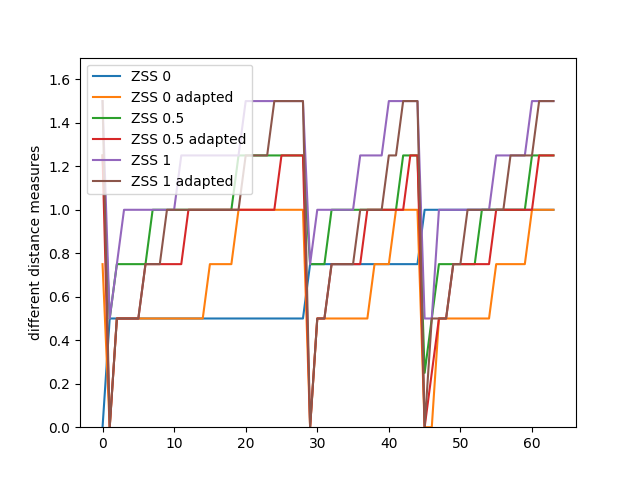 1.6
1.4
1.2
1.0
0.8
0.6
0.4
0.2
0.0
different distance measures
ZSS 0
ZSS 0 adapted
ZSS 0.5
ZSS 0.5 adapted
ZSS 1
ZSS 1 adapted
0 10 20 30 40 50 60